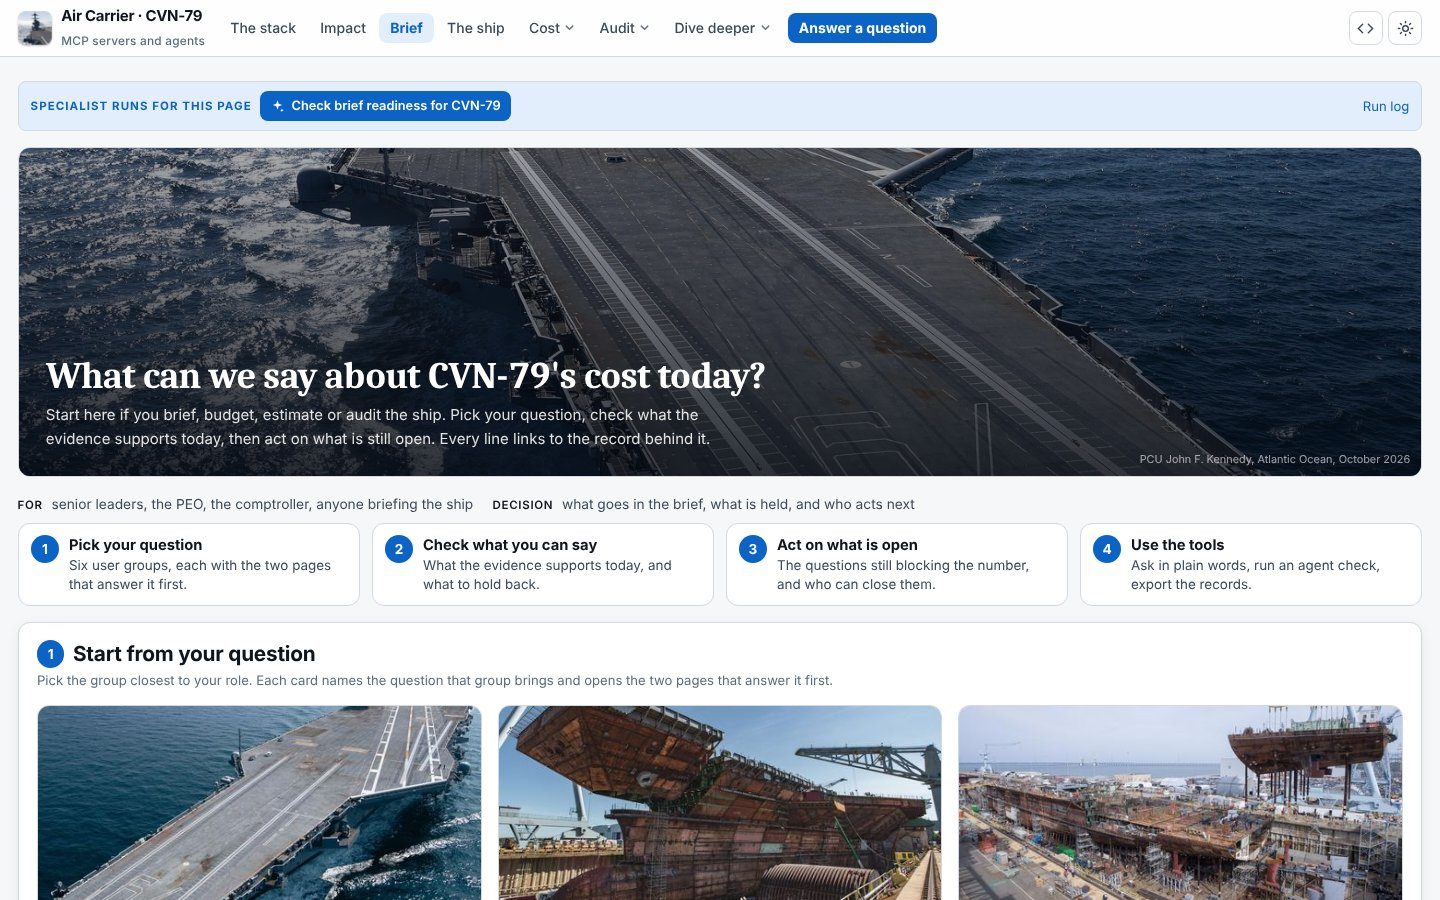 Air Carrier · CVN-79
MCP servers and agents
The stack
Impact
Brief
The ship
Cost
Audit
Dive deeper
Answer a question
SPECIALIST RUNS FOR THIS PAGE
Check brief readiness for CVN-79
Run log
What can we say about CVN-79's cost today?
Start here if you brief, budget, estimate or audit the ship. Pick your question, check what the
evidence supports today, then act on what is still open. Every line links to the record behind it.
PCU John F. Kennedy, Atlantic Ocean, October 2026
FOR senior leaders, the PEO, the comptroller, anyone briefing the ship DECISION what goes in the brief, what is held, and who acts next
1 Pick your question
Six user groups, each with the two pages
that answer it first.
2 Check what you can say
What the evidence supports today, and
what to hold back.
3 Act on what is open
The questions still blocking the number,
and who can close them.
4 Use the tools
Ask in plain words, run an agent check,
export the records.
1 Start from your question
Pick the group closest to your role. Each card names the question that group brings and opens the two pages that answer it first.